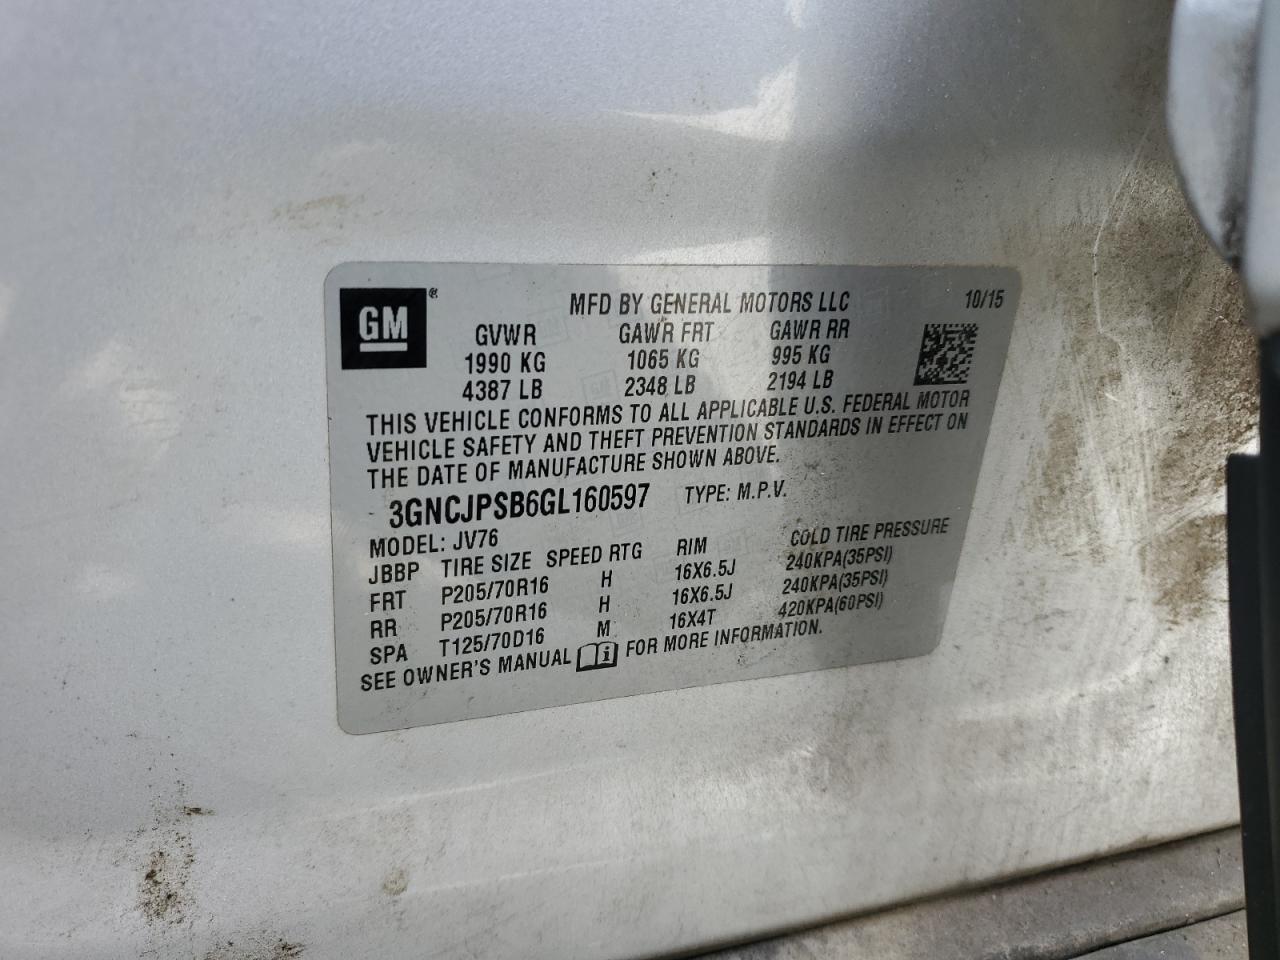 GM ® MFD BY GENERAL MOTORS LLC 10/15
GVWR GAWR FRT GAWR RR
1990 KG 1065 KG 995 KG
4387 LB 2348 LB 2194 LB
THIS VEHICLE CONFORMS TO ALL APPLICABLE U.S. FEDERAL MOTOR
VEHICLE SAFETY AND THEFT PREVENTION STANDARDS IN EFFECT ON
THE DATE OF MANUFACTURE SHOWN ABOVE.
3GNCJPSB6GL160597 TYPE: M.P.V.
MODEL: JV76
JBBP TIRE SIZE SPEED RTG RIM COLD TIRE PRESSURE
FRT P205/70R16 H 16X6.5J 240KPA(35PSI)
RR P205/70R16 H 16X6.5J 240KPA(35PSI)
SPA T125/70D16 M 16X4T 420KPA(60PSI)
SEE OWNER'S MANUAL i FOR MORE INFORMATION.